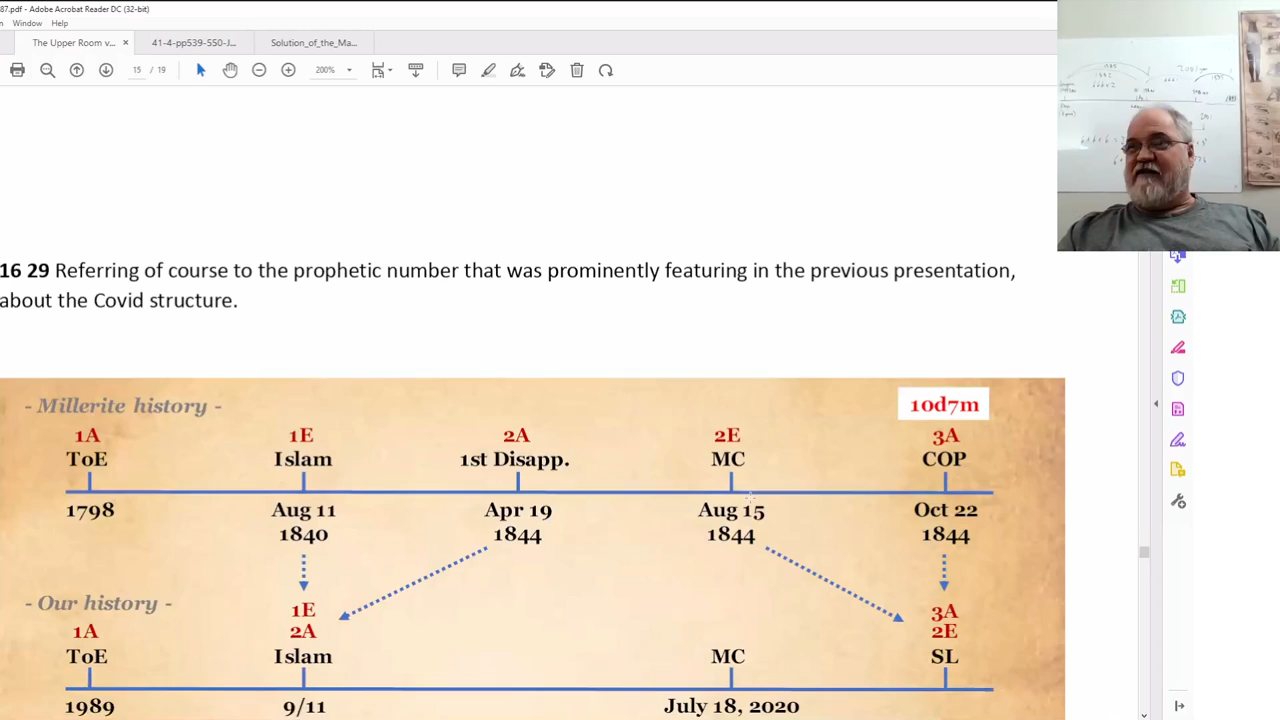 87.pdf - Adobe Acrobat Reader DC (32-bit)
Window Help
The Upper Room v... × 41-4-pp539-550-J... Solution_of_the_Ma...
15 / 19 200%
16 29 Referring of course to the prophetic number that was prominently featuring in the previous presentation,
about the Covid structure.
- Millerite history - 10d7m
1A 1E 2A 2E 3A
ToE Islam 1st Disapp. MC COP
1798 Aug 11 Apr 19 Aug 15 Oct 22
1840 1844 1844 1844
- Our history -
1E 3A
1A 2A 2E
ToE Islam MC SL
1989 9/11 July 18, 2020